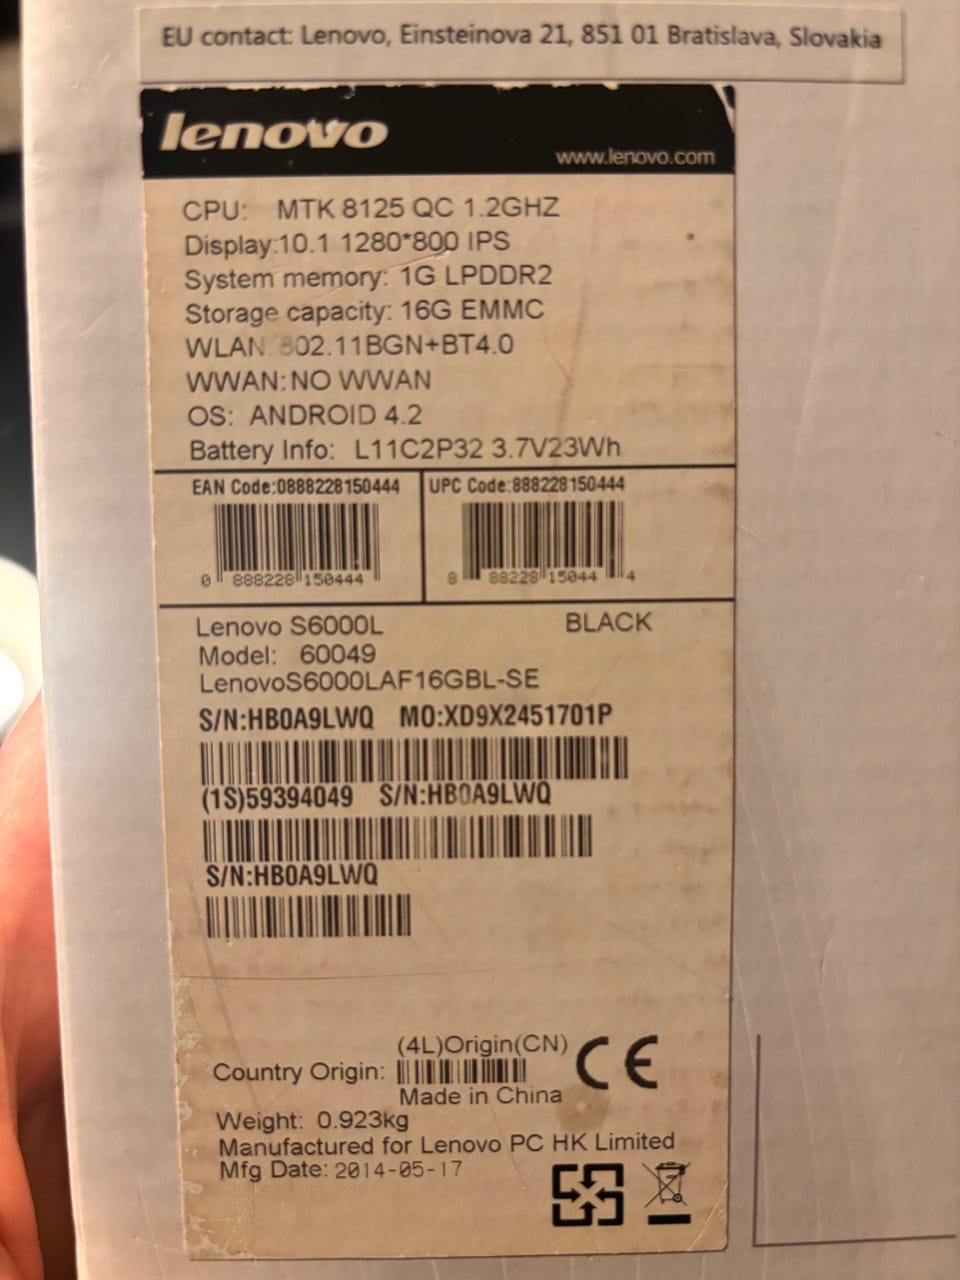 EU contact: Lenovo, Einsteinova 21, 851 01 Bratislava, Slovakia
lenovo
www.lenovo.com
CPU: MTK 8125 QC 1.2GHZ
Display:10.1 1280*800 IPS
System memory: 1G LPDDR2
Storage capacity: 16G EMMC
WLAN: 802.11BGN+BT4.0
WWAN:NO WWAN
OS: ANDROID 4.2
Battery Info: L11C2P32 3.7V23Wh
EAN Code:0888228150444 UPC Code:888228150444
0 888228 150444 8 88228 15044 4
Lenovo S6000L BLACK
Model: 60049
LenovoS6000LAF16GBL-SE
S/N:HB0A9LWQ MO:XD9X2451701P
(1S)59394049 S/N:HB0A9LWQ
S/N:HB0A9LWQ
(4L)Origin(CN)
Country Origin:
Made in China
CE
Weight: 0.923kg
Manufactured for Lenovo PC HK Limited
Mfg Date: 2014-05-17